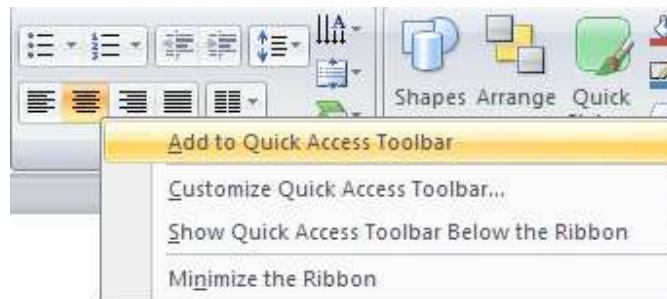 Shapes Arrange Quick
Add to Quick Access Toolbar
Customize Quick Access Toolbar...
Show Quick Access Toolbar Below the Ribbon
Minimize the Ribbon